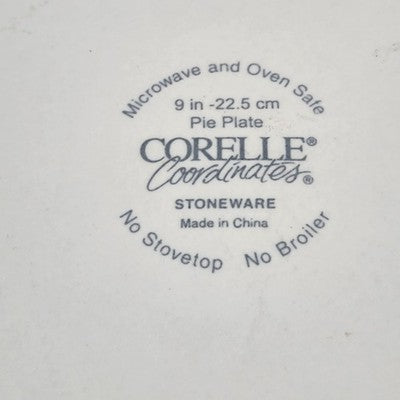 Microwave and Oven Safe
9 in -22.5 cm
Pie Plate
CORELLE®
Coordinates®
STONEWARE
Made in China
No Stovetop No Broiler